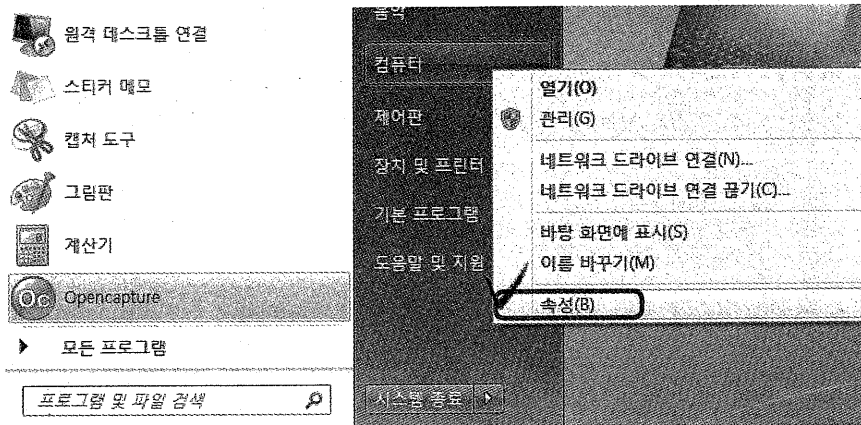 원격 데스크톱 연결
스티커 메모
캡처 도구
그림판
계산기
Oc Opencapture
모든 프로그램
프로그램 및 파일 검색
음악
컴퓨터
제어판
장치 및 프린터
기본 프로그램
도움말 및 지원
시스템 종료
열기(O)
관리(G)
네트워크 드라이브 연결(N)...
네트워크 드라이브 연결 끊기(C)...
바탕 화면에 표시(S)
이름 바꾸기(M)
속성(B)